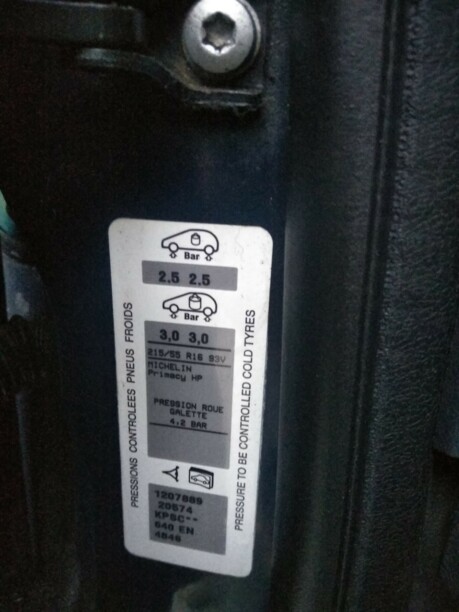 Bar
2.5 2.5
Bar
3,0 3,0
215/55 R16 93V
MICHELIN
Primacy HP
PRESSION ROUE
GALETTE
4.2 BAR
1207889
20574
KPSC**
640 EN
4846
PRESSIONS CONTROLEES PNEUS FROIDS
PRESSURE TO BE CONTROLLED COLD TYRES